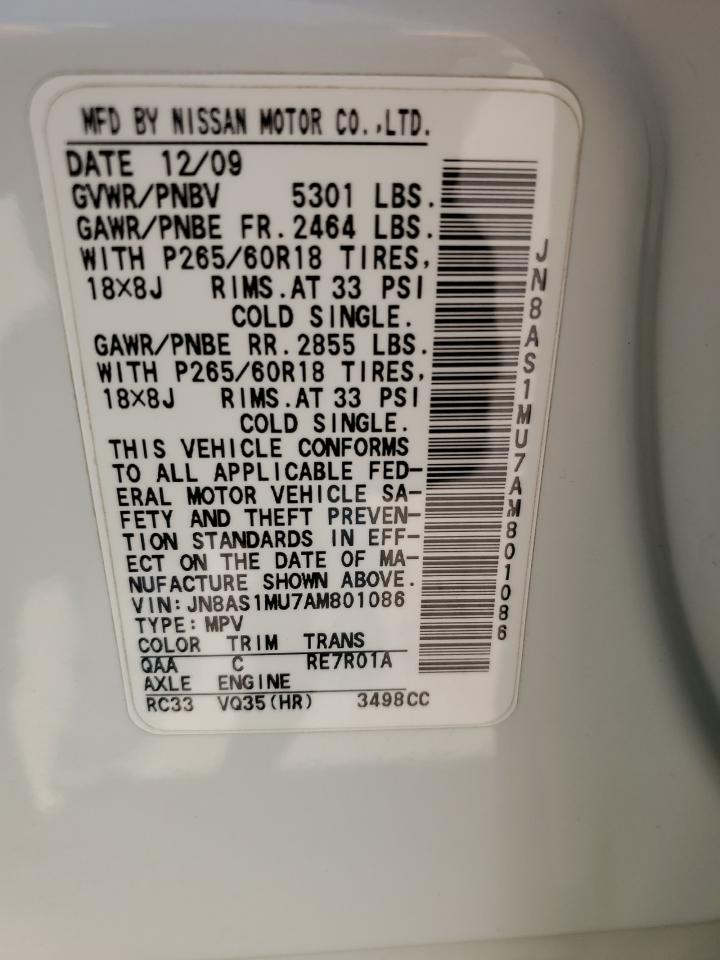 MFD BY NISSAN MOTOR CO.,LTD.
DATE 12/09
GVWR/PNBV 5301 LBS.
GAWR/PNBE FR. 2464 LBS.
WITH P265/60R18 TIRES,
18X8J RIMS.AT 33 PSI
COLD SINGLE.
GAWR/PNBE RR. 2855 LBS.
WITH P265/60R18 TIRES,
18X8J RIMS.AT 33 PSI
COLD SINGLE.
THIS VEHICLE CONFORMS
TO ALL APPLICABLE FED-
ERAL MOTOR VEHICLE SA-
FETY AND THEFT PREVEN-
TION STANDARDS IN EFF-
ECT ON THE DATE OF MA-
NUFACTURE SHOWN ABOVE.
VIN: JN8AS1MU7AM801086
TYPE: MPV
COLOR TRIM TRANS
QAA C RE7R01A
AXLE ENGINE
RC33 VQ35(HR) 3498CC
JN8AS1MU7AM801086